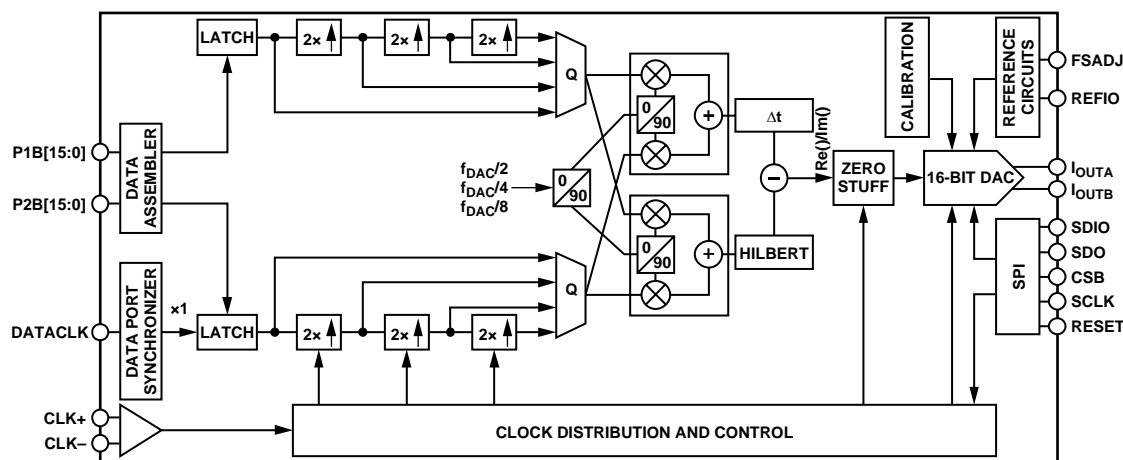 LATCH
2×
2×
2×
Q
0
90
+
Δt
Re()/Im()
CALIBRATION
REFERENCE
CIRCUITS
FSADJ
REFIO
P1B[15:0]
P2B[15:0]
DATA
ASSEMBLER
fDAC/2
fDAC/4
fDAC/8
0
90
–
ZERO
STUFF
16-BIT DAC
IOUTA
IOUTB
0
90
+
HILBERT
SDIO
SDO
CSB
SCLK
RESET
SPI
DATACLK
DATA PORT
SYNCHRONIZER
×1
LATCH
2×
2×
2×
Q
CLK+
CLK–
CLOCK DISTRIBUTION AND CONTROL